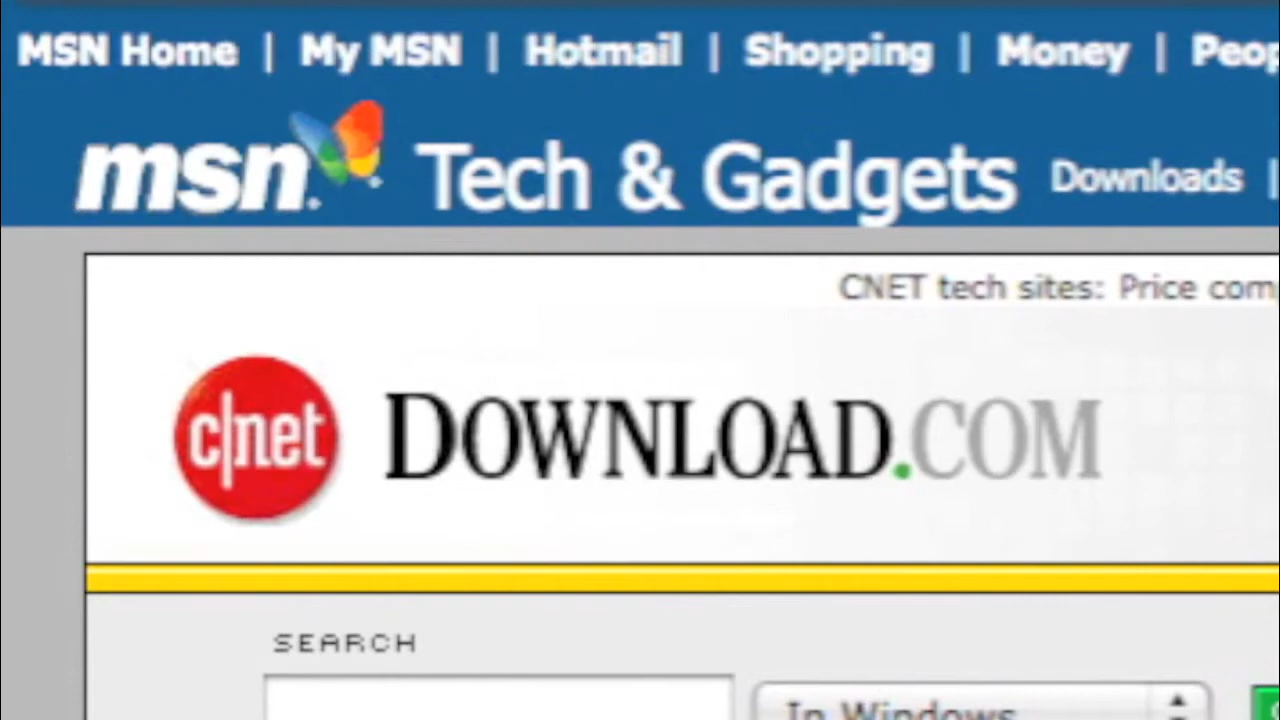 MSN Home | My MSN | Hotmail | Shopping | Money |
msn Tech & Gadgets Downloads |
CNET tech sites: Price
c|net DOWNLOAD.COM
SEARCH
In Windows